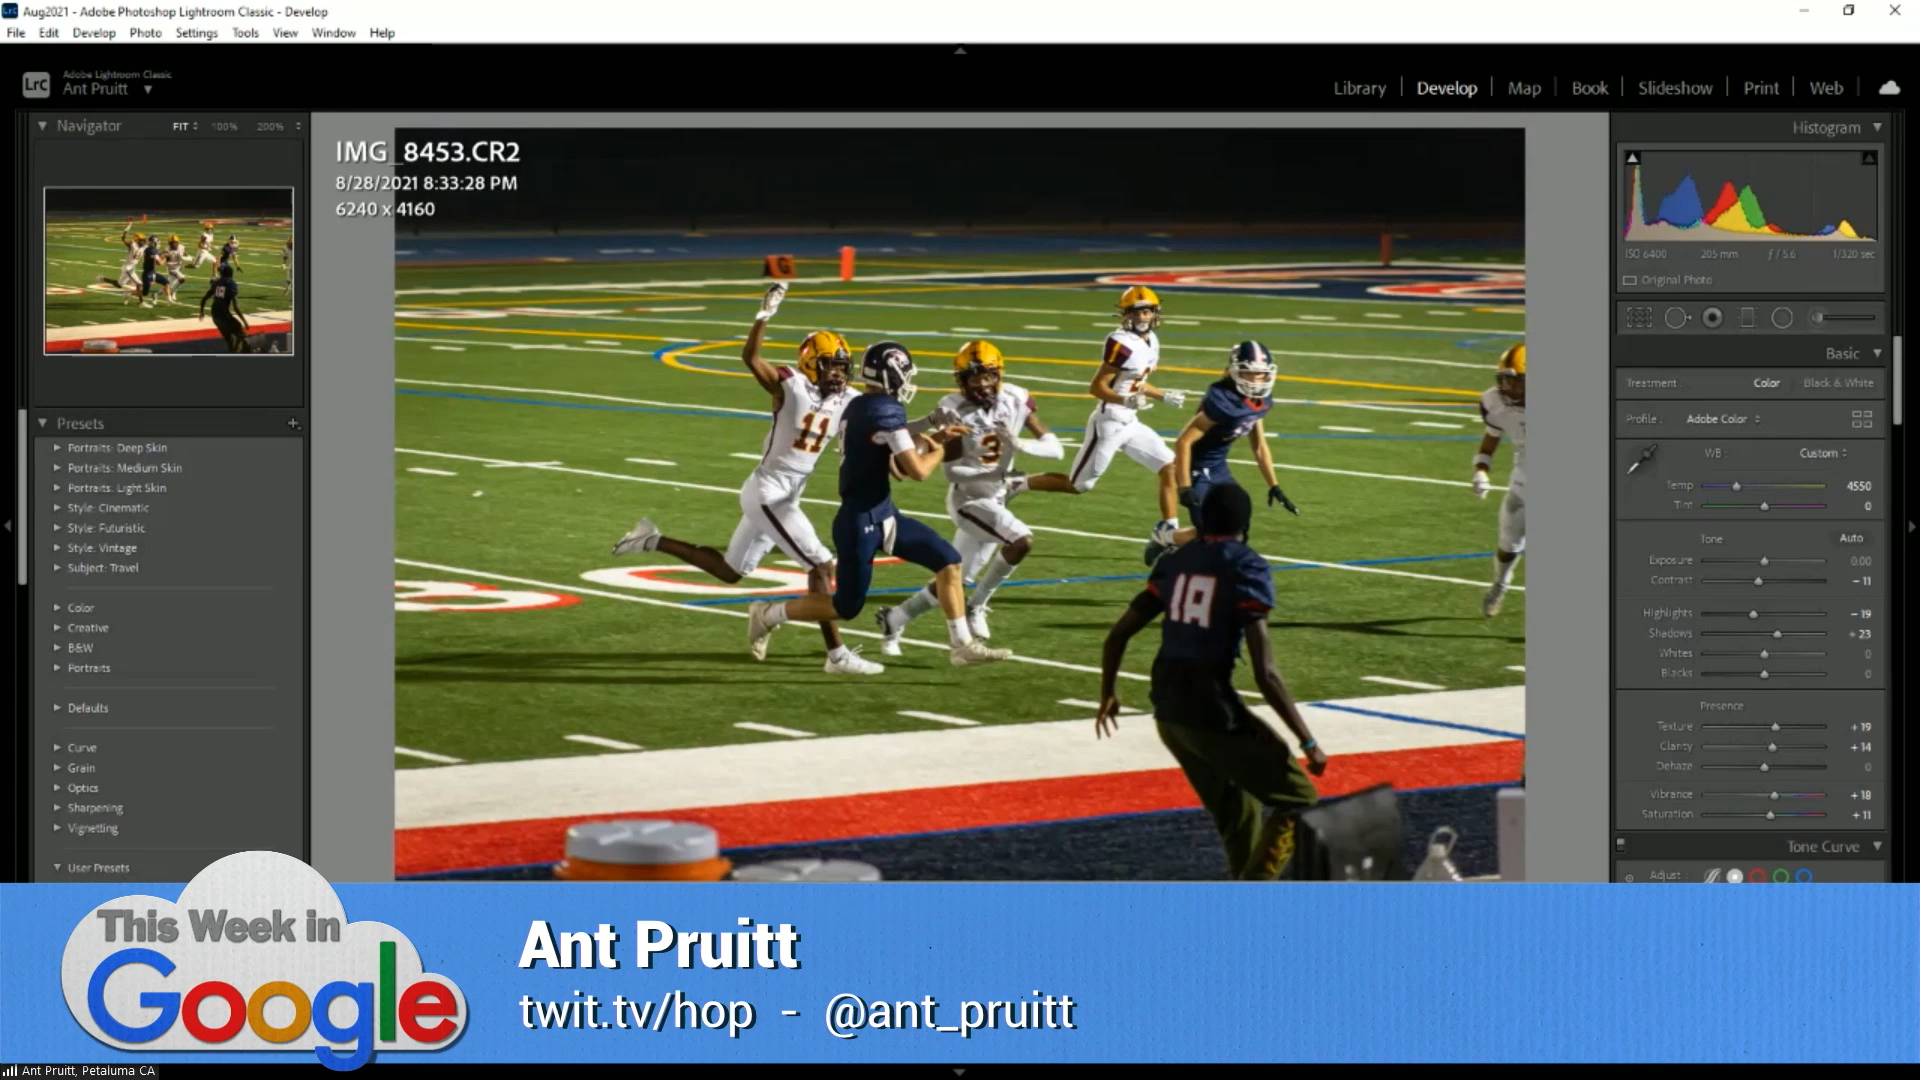 Aug2021 - Adobe Photoshop Lightroom Classic - Develop
File Edit Develop Photo Settings Tools View Window Help
LrC
Adobe Lightroom Classic
Ant Pruitt
Library Develop Map Book Slideshow Print Web
Navigator FIT 100% 200%
Presets
Portraits: Deep Skin
Portraits: Medium Skin
Portraits: Light Skin
Style: Cinematic
Style: Futuristic
Style: Vintage
Subject: Travel
Color
Creative
B&W
Portraits
Defaults
Curve
Grain
Optics
Sharpening
Vignetting
User Presets
IMG_8453.CR2
8/28/2021 8:33:28 PM
6240 x 4160
G
11
3
18
Histogram
ISO 6400 205 mm f / 5.6 1/320 sec
Original Photo
Basic
Treatment: Color Black & White
Profile: Adobe Color
WB: Custom
Temp 4550
Tint 0
Tone Auto
Exposure 0.00
Contrast - 11
Highlights - 19
Shadows + 23
Whites 0
Blacks 0
Presence
Texture + 19
Clarity + 14
Dehaze 0
Vibrance + 18
Saturation + 11
Tone Curve
Adjust:
This Week in
Google
Ant Pruitt
twit.tv/hop - @ant_pruitt
Ant Pruitt, Petaluma CA